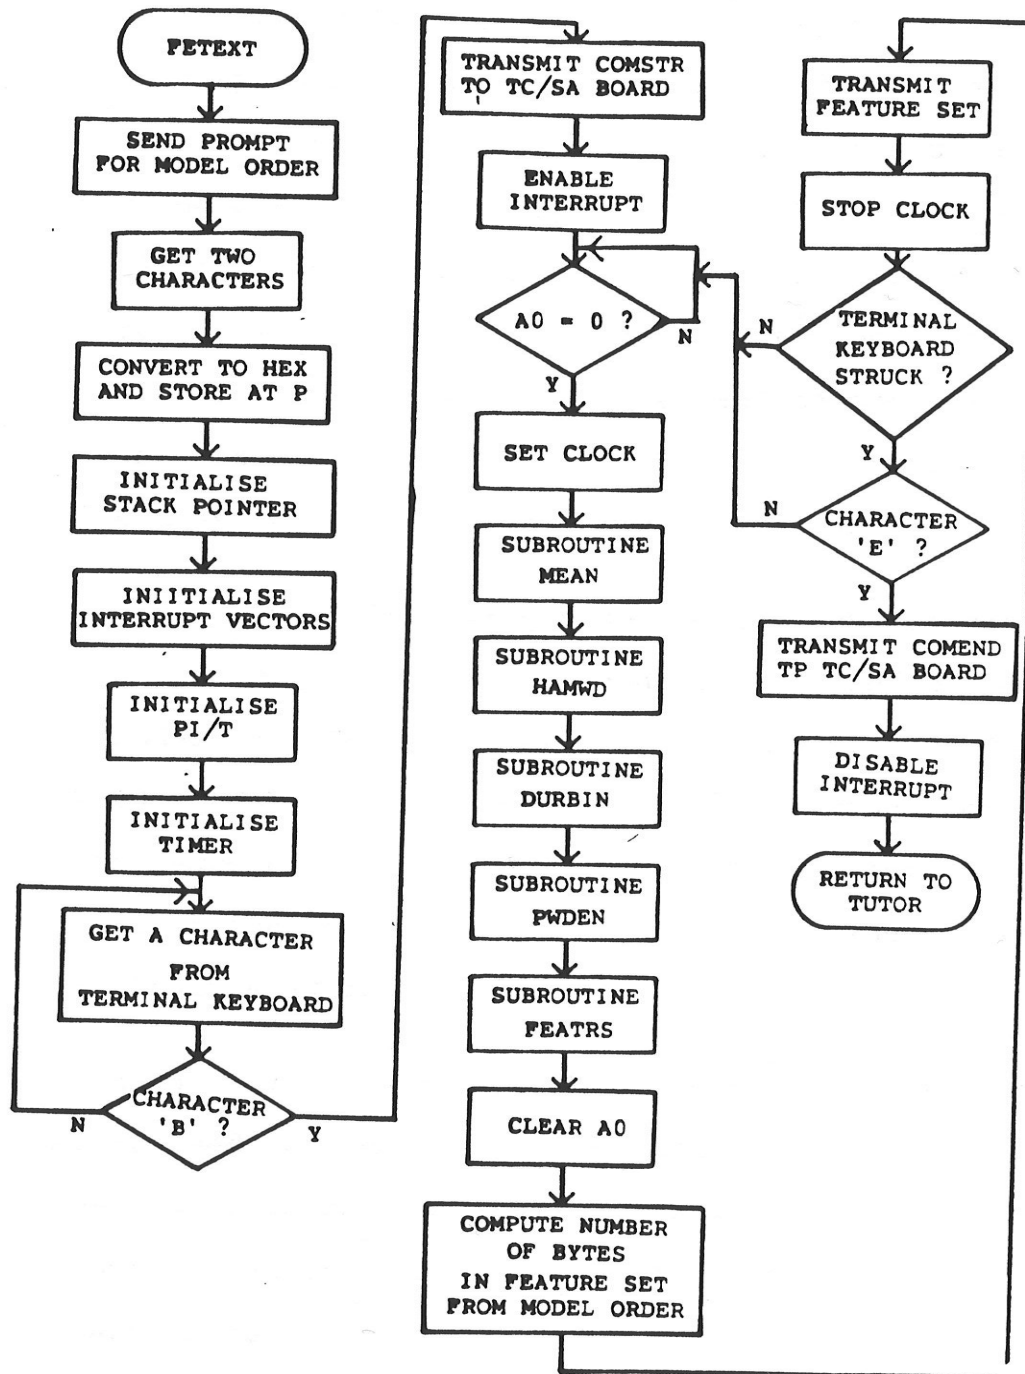 FETEXT
SEND PROMPT
FOR MODEL ORDER
GET TWO
CHARACTERS
CONVERT TO HEX
AND STORE AT P
INITIALISE
STACK POINTER
INIITIALISE
INTERRUPT VECTORS
INITIALISE
PI/T
INITIALISE
TIMER
GET A CHARACTER
FROM
TERMINAL KEYBOARD
CHARACTER
'B' ?
N
Y
TRANSMIT COMSTR
TO TC/SA BOARD
ENABLE
INTERRUPT
A0 = 0 ?
N
Y
SET CLOCK
SUBROUTINE
MEAN
SUBROUTINE
HAMWD
SUBROUTINE
DURBIN
SUBROUTINE
PWDEN
SUBROUTINE
FEATRS
CLEAR A0
COMPUTE NUMBER
OF BYTES
IN FEATURE SET
FROM MODEL ORDER
TRANSMIT
FEATURE SET
STOP CLOCK
TERMINAL
KEYBOARD
STRUCK ?
N
Y
CHARACTER
'E' ?
N
Y
TRANSMIT COMEND
TP TC/SA BOARD
DISABLE
INTERRUPT
RETURN TO
TUTOR